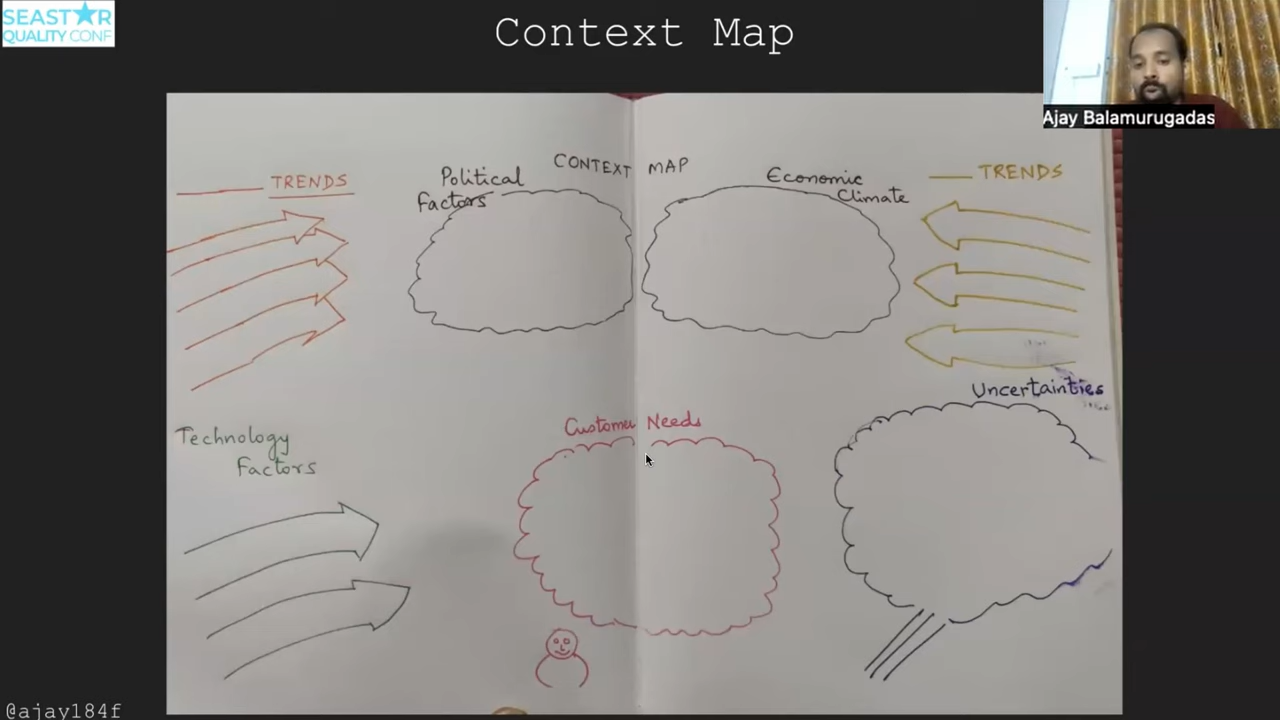 SEASTAR
QUALITY CONF
Context Map
Ajay Balamurugadas
CONTEXT MAP
TRENDS
Political
Factors
Economic
Climate
TRENDS
Uncertainties
Technology
Factors
Customer Needs
@ajay184f